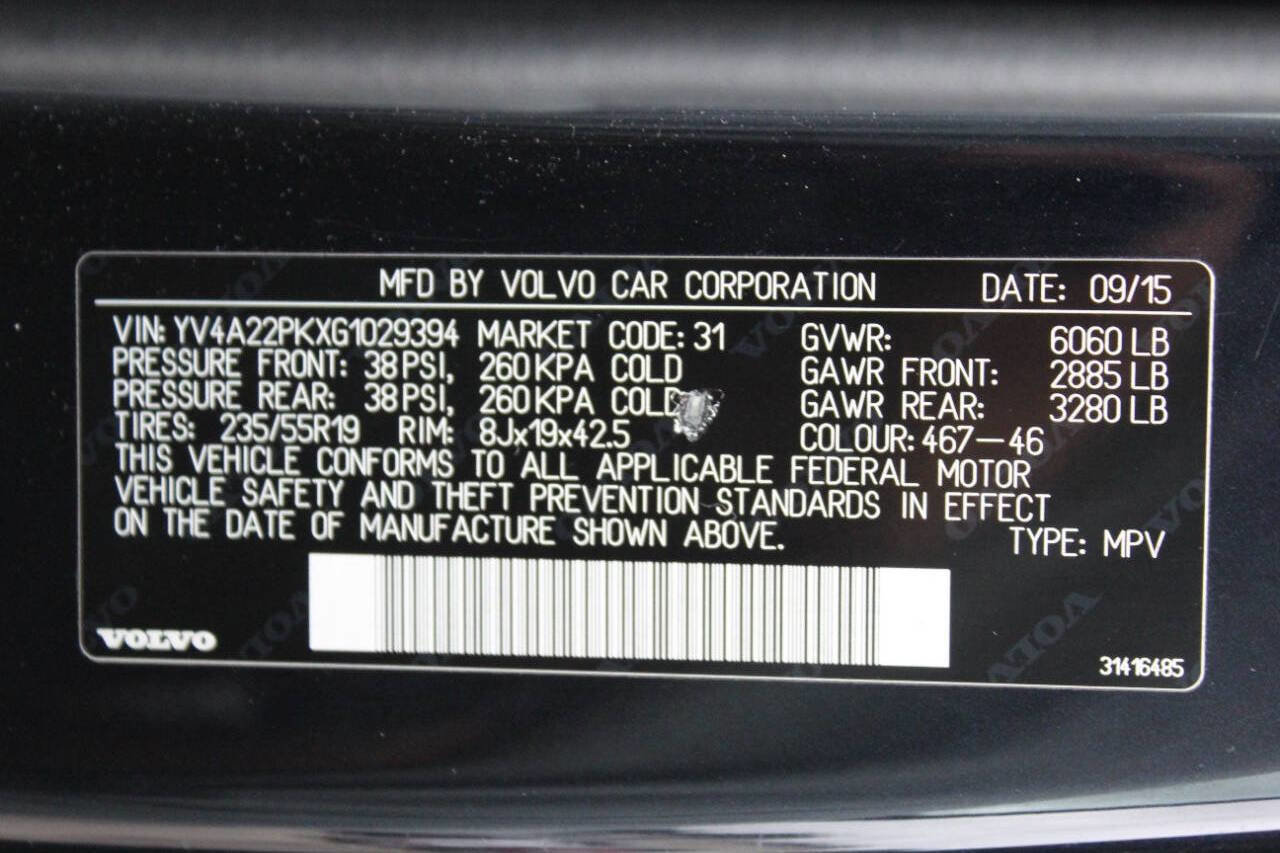 MFD BY VOLVO CAR CORPORATION DATE: 09/15
VIN: YV4A22PKXG1029394 MARKET CODE: 31 GVWR: 6060 LB
PRESSURE FRONT: 38 PSI, 260 KPA COLD GAWR FRONT: 2885 LB
PRESSURE REAR: 38 PSI, 260 KPA COLD GAWR REAR: 3280 LB
TIRES: 235/55R19 RIM: 8Jx19x42.5 COLOUR: 467-46
THIS VEHICLE CONFORMS TO ALL APPLICABLE FEDERAL MOTOR
VEHICLE SAFETY AND THEFT PREVENTION STANDARDS IN EFFECT
ON THE DATE OF MANUFACTURE SHOWN ABOVE. TYPE: MPV
VOLVO
31416485